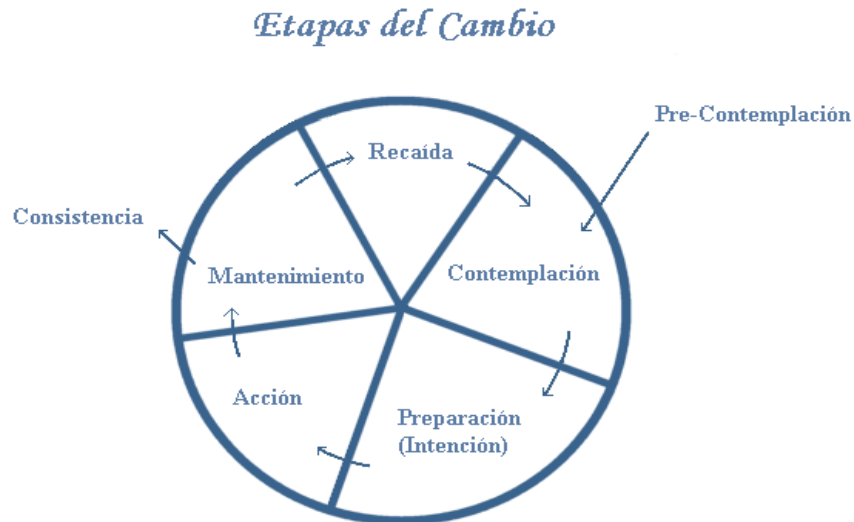 Etapas del Cambio
Pre-Contemplación
Recaída
Consistencia
Mantenimiento
Contemplación
Acción
Preparación
(Intención)